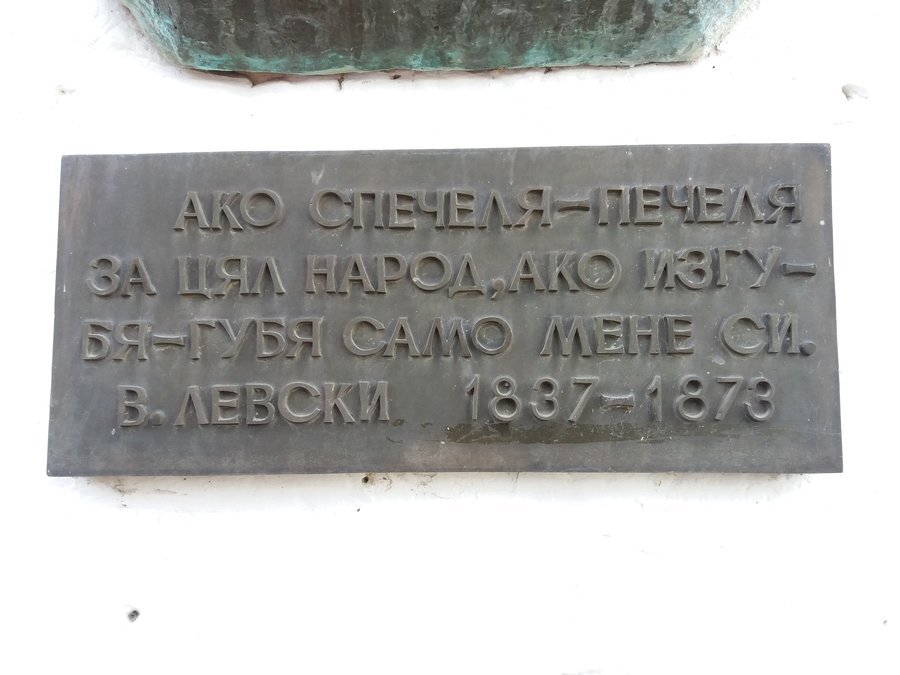 АКО СПЕЧЕЛЯ–ПЕЧЕЛЯ
ЗА ЦЯЛ НАРОД, АКО ИЗГУ-
БЯ–ГУБЯ САМО МЕНЕ СИ.
В. ЛЕВСКИ 1837–1873